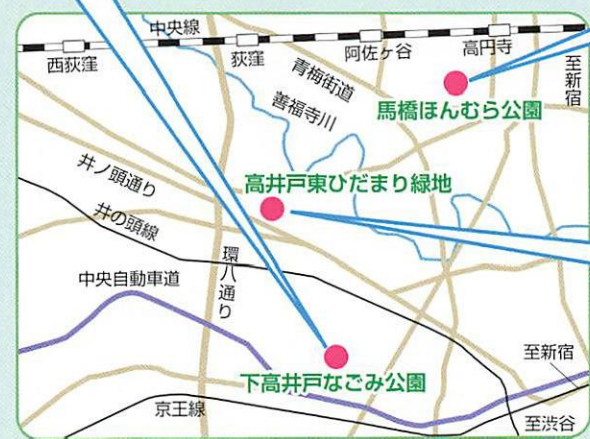 中央線
西荻窪
荻窪
阿佐ヶ谷
高円寺
至新宿
青梅街道
善福寺川
馬橋ほんむら公園
井ノ頭通り
高井戸東ひだまり緑地
井の頭線
環八通り
中央自動車道
下高井戸なごみ公園
京王線
至新宿
至渋谷